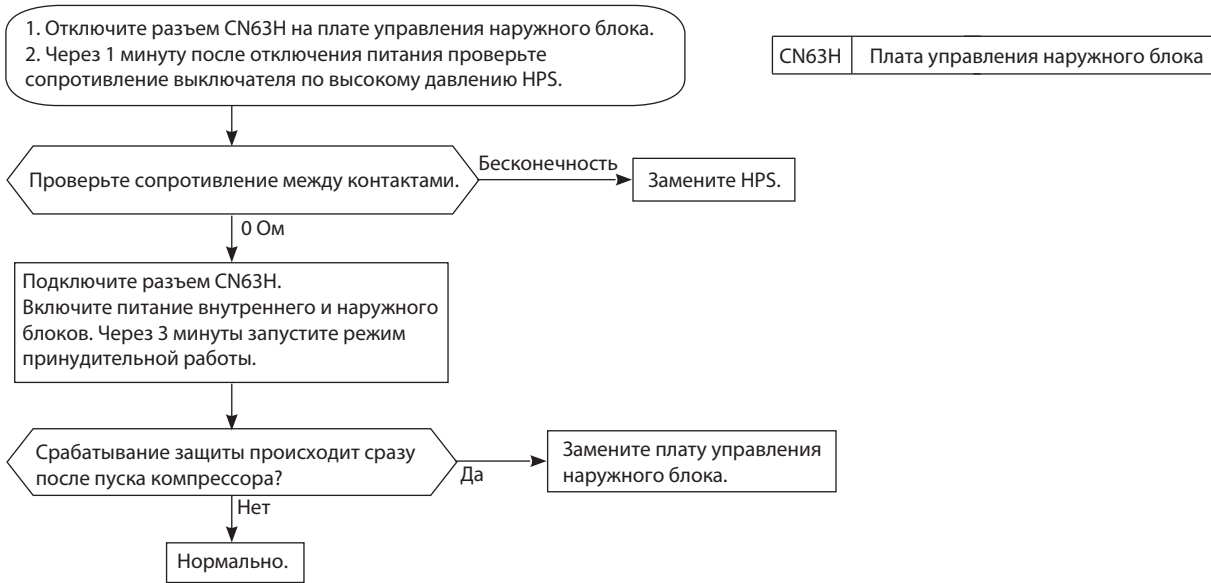 1. Отключите разъем CN63H на плате управления наружного блока.
2. Через 1 минуту после отключения питания проверьте
сопротивление выключателя по высокому давлению HPS.
CN63H Плата управления наружного блока
Проверьте сопротивление между контактами.
Бесконечность
Замените HPS.
0 Ом
Подключите разъем CN63H.
Включите питание внутреннего и наружного
блоков. Через 3 минуты запустите режим
принудительной работы.
Срабатывание защиты происходит сразу
после пуска компрессора?
Да
Замените плату управления
наружного блока.
Нет
Нормально.